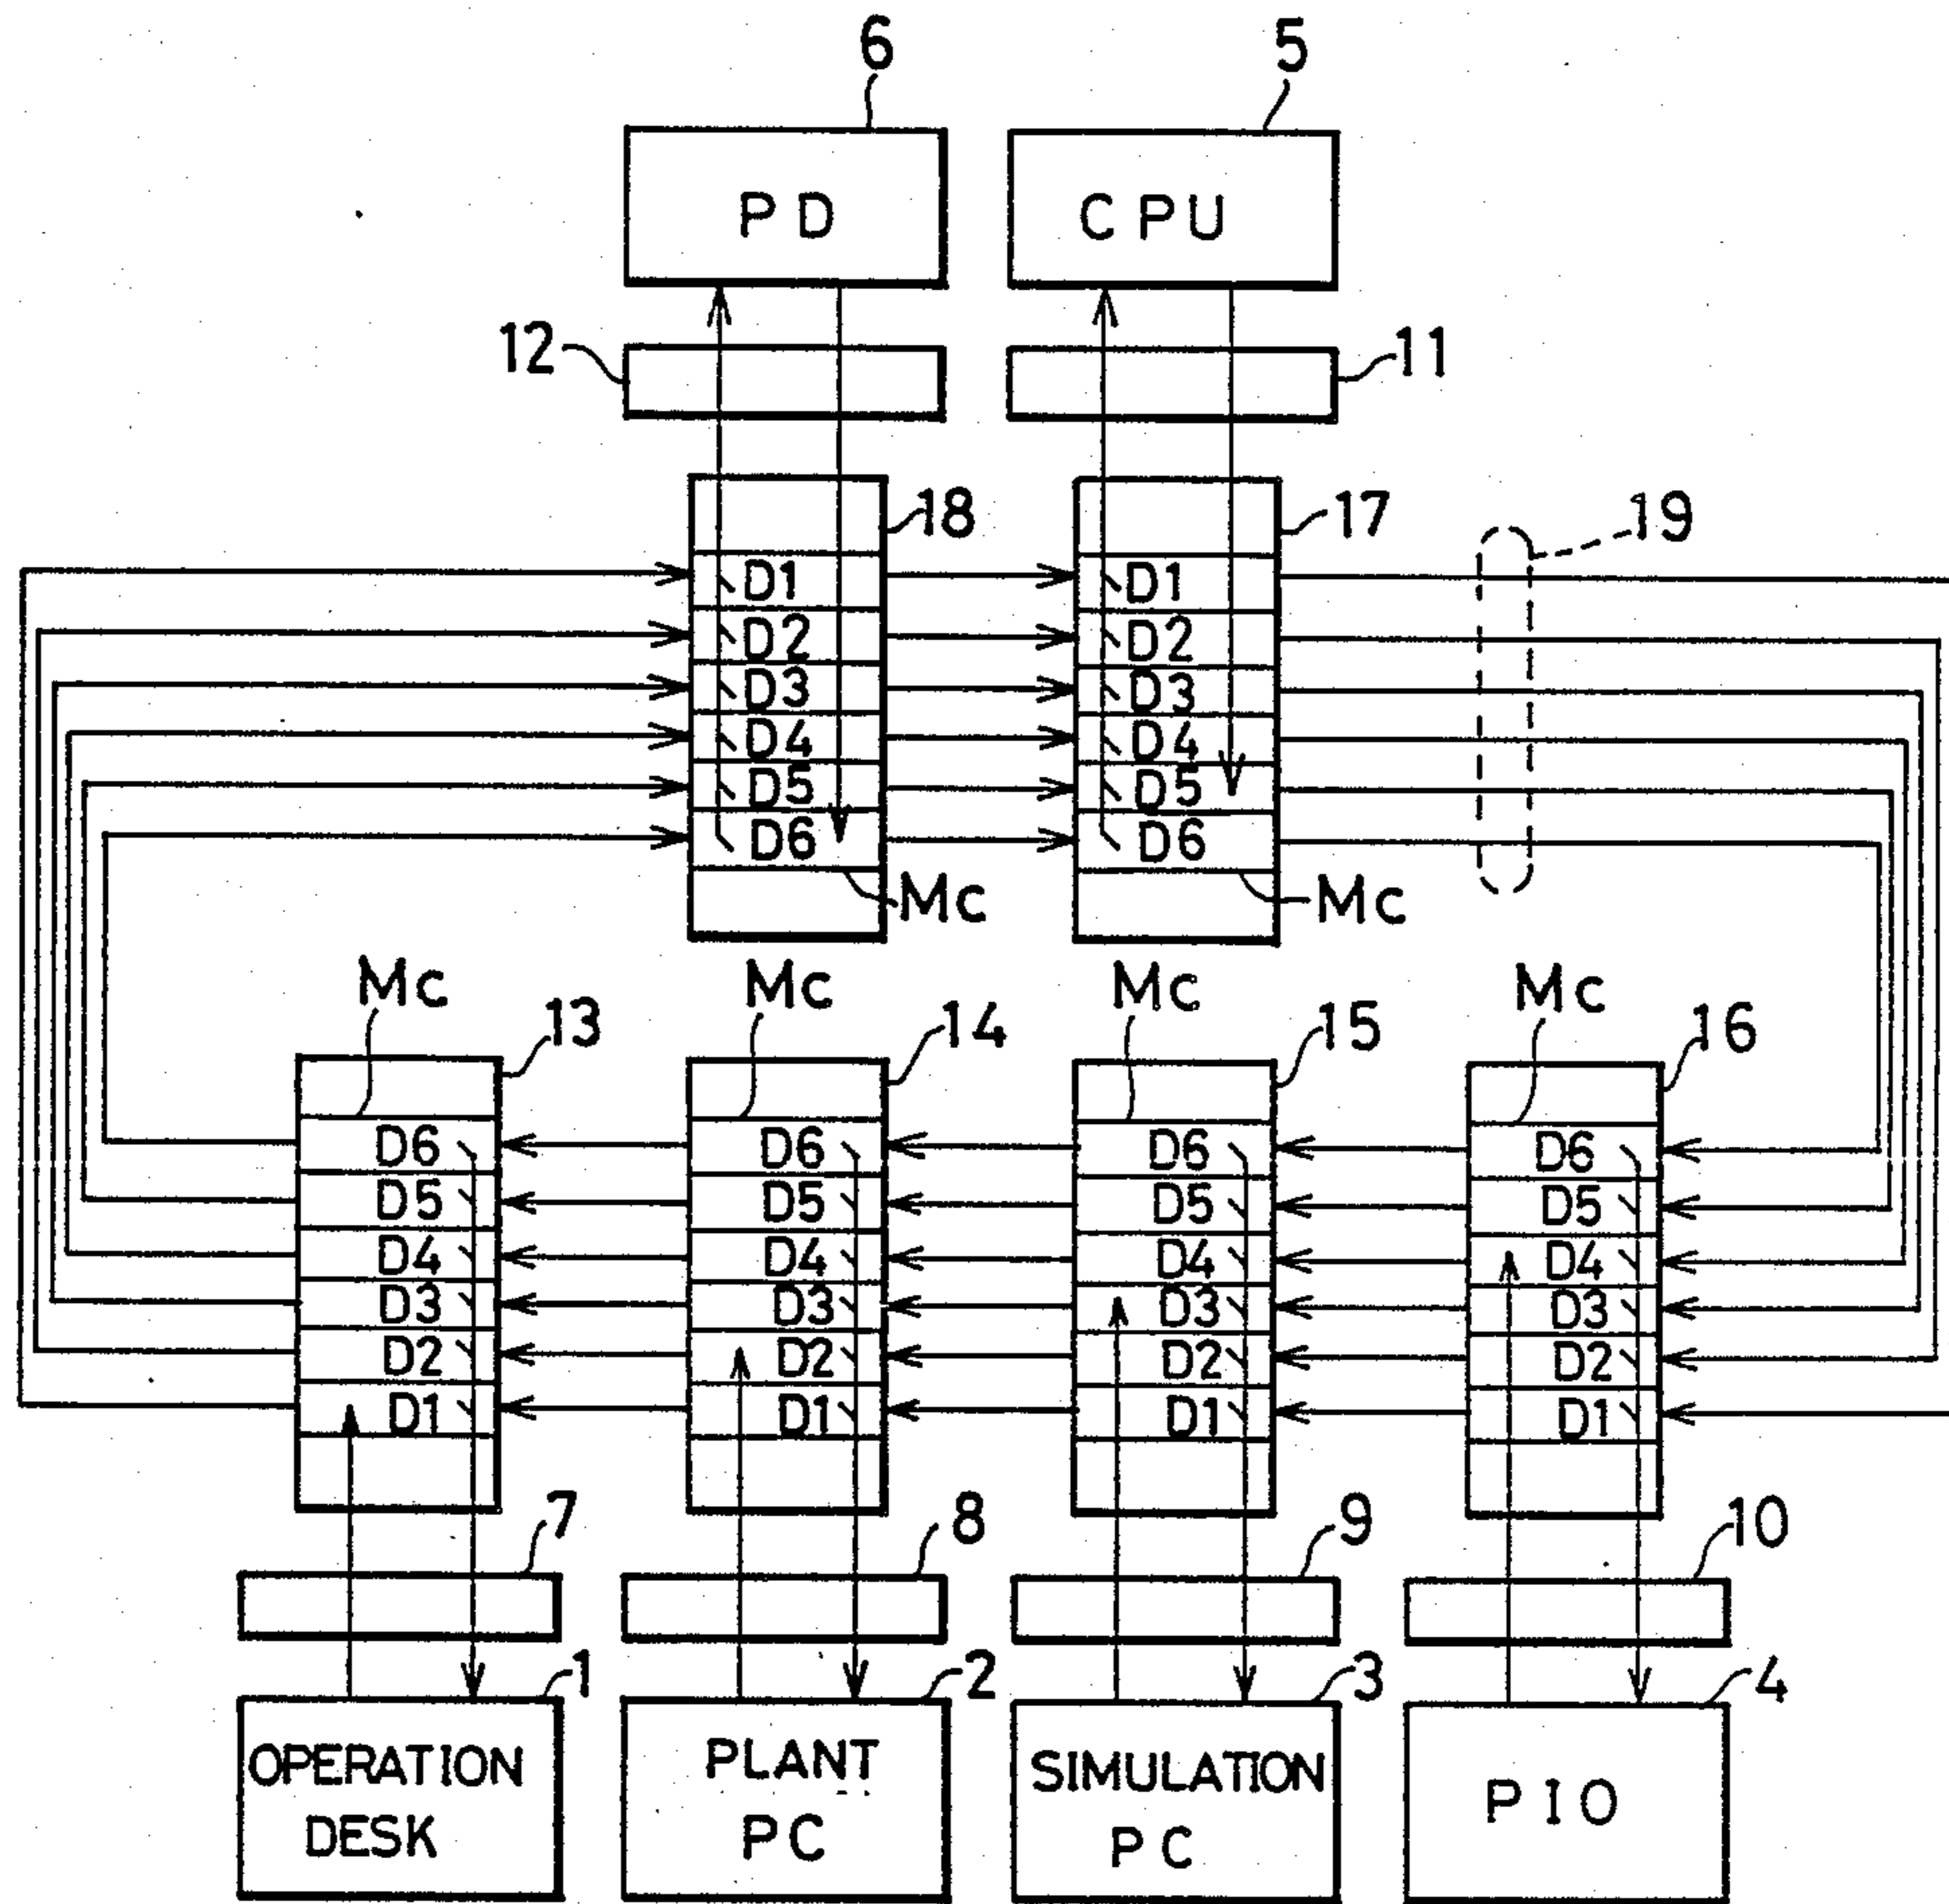 6 5
PD CPU
12 11
18 17 19
D1 D1
D2 D2
D3 D3
D4 D4
D5 D5
D6 D6
Mc Mc
Mc Mc Mc Mc
13 14 15 16
D6 D6 D6 D6
D5 D5 D5 D5
D4 D4 D4 D4
D3 D3 D3 D3
D2 D2 D2 D2
D1 D1 D1 D1
7 8 9 10
1 2 3 4
OPERATION DESK
PLANT PC
SIMULATION PC
PIO